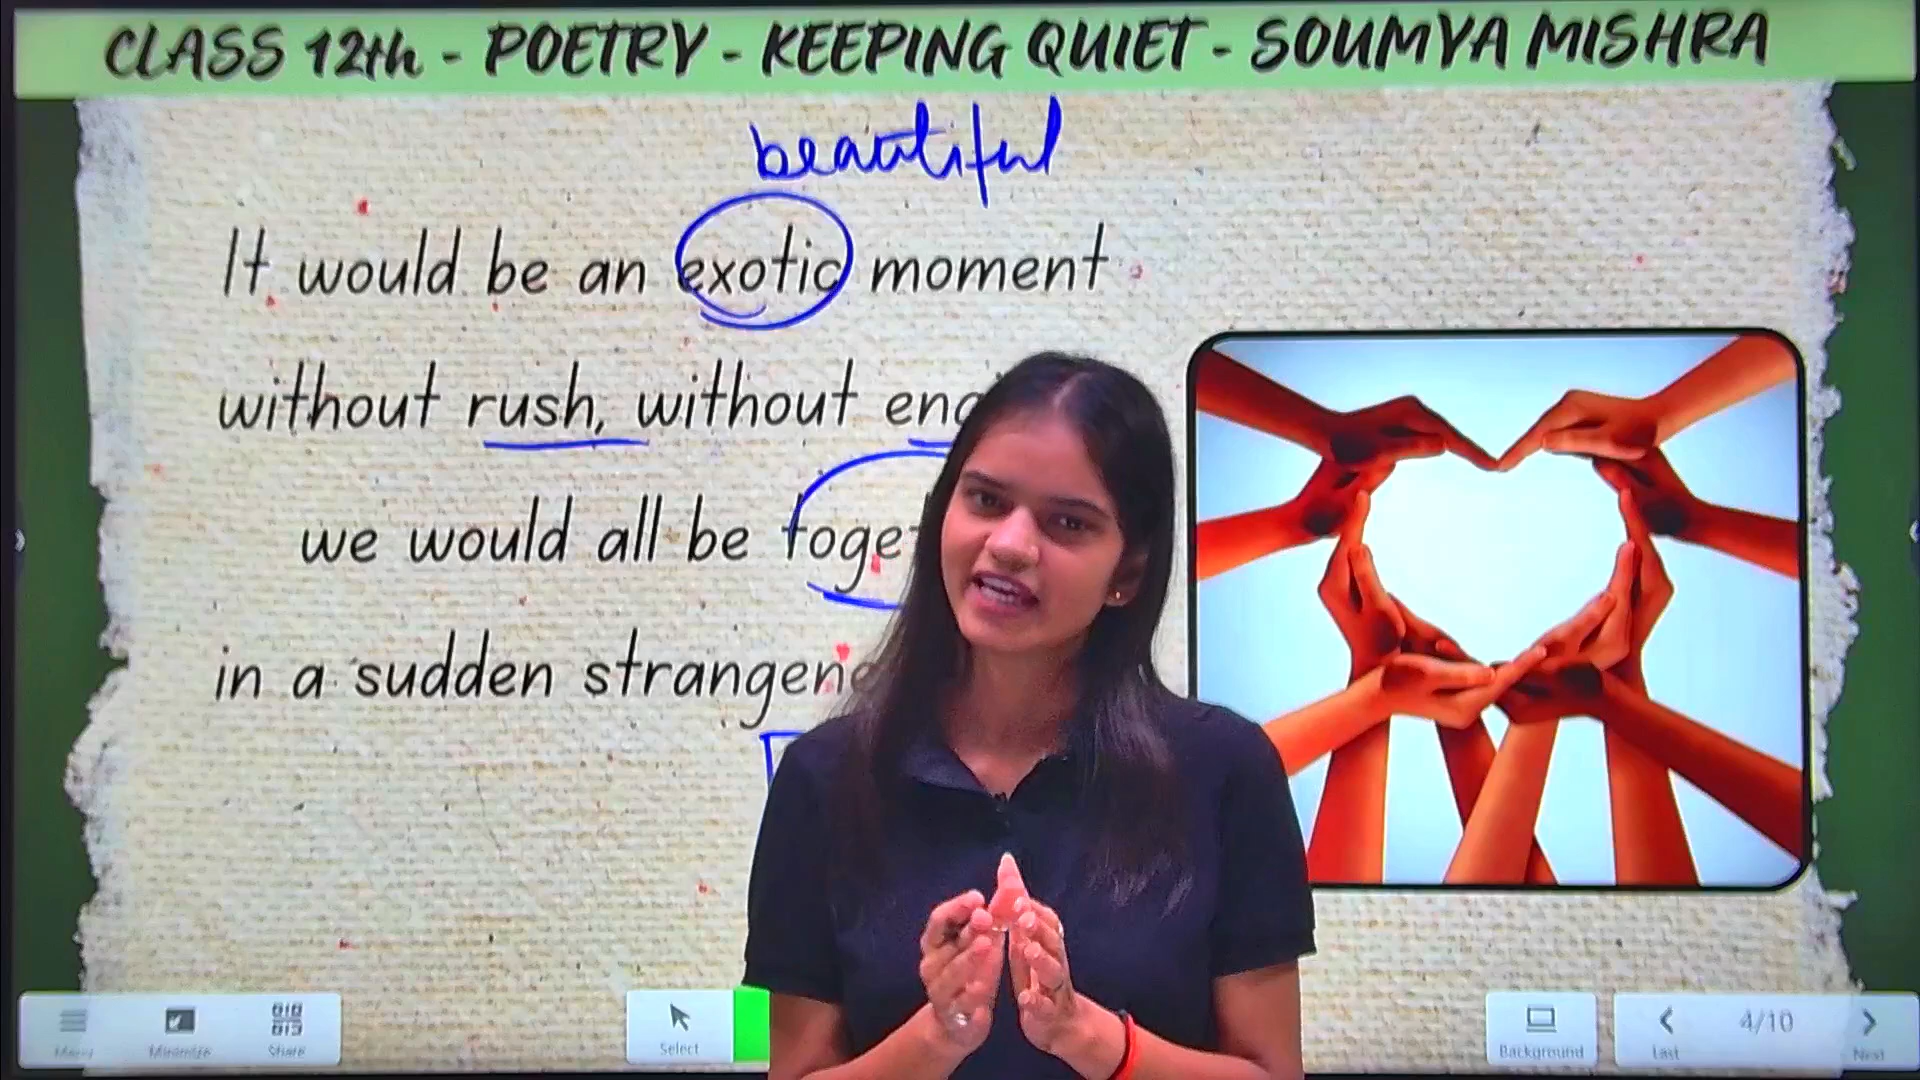 CLASS 12th - POETRY - KEEPING QUIET - SOUMYA MISHRA
beautiful
It would be an exotic moment
without rush, without
we would all be
in a sudden
Menu
Minimize
Share
Select
Background
Last
4/10
Next